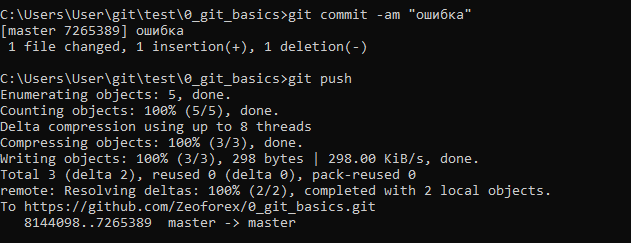 C:\Users\User\git\test\0_git_basics>git commit -am "ошибка"
[master 7265389] ошибка
 1 file changed, 1 insertion(+), 1 deletion(-)
C:\Users\User\git\test\0_git_basics>git push
Enumerating objects: 5, done.
Counting objects: 100% (5/5), done.
Delta compression using up to 8 threads
Compressing objects: 100% (3/3), done.
Writing objects: 100% (3/3), 298 bytes | 298.00 KiB/s, done.
Total 3 (delta 2), reused 0 (delta 0), pack-reused 0
remote: Resolving deltas: 100% (2/2), completed with 2 local objects.
To https://github.com/Zeoforex/0_git_basics.git
   8144098..7265389  master -> master